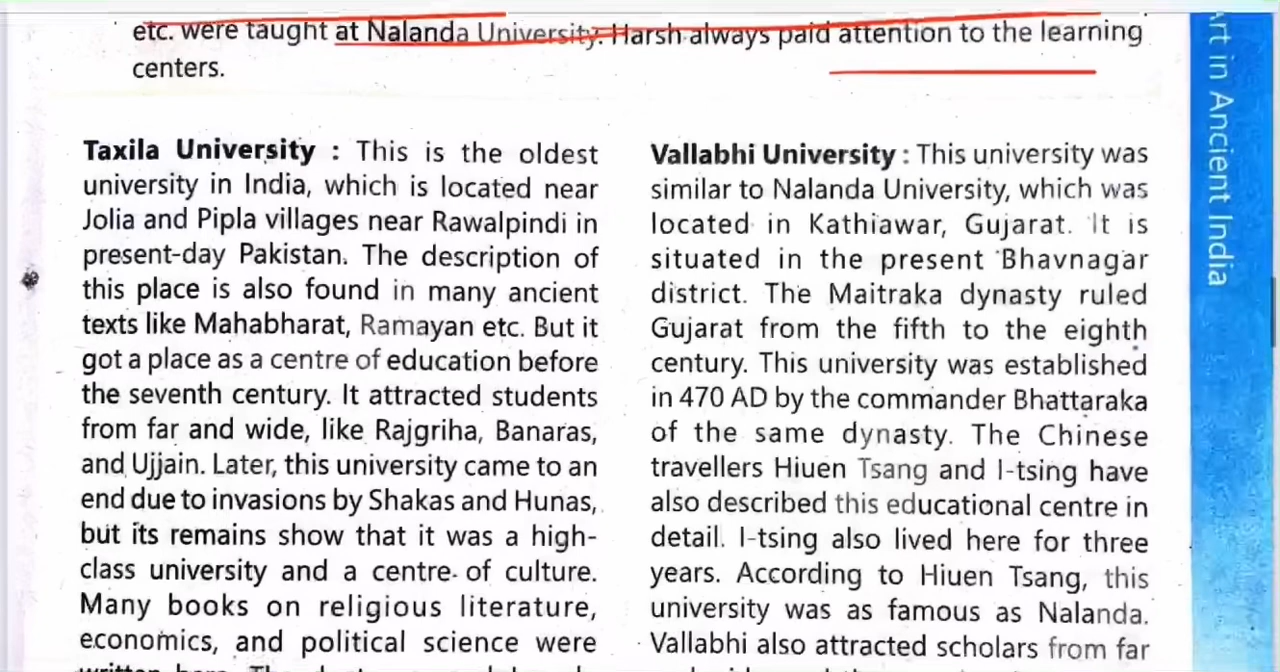 etc. were taught at Nalanda University. Harsh always paid attention to the learning
centers.
Taxila University : This is the oldest
university in India, which is located near
Jolia and Pipla villages near Rawalpindi in
present-day Pakistan. The description of
this place is also found in many ancient
texts like Mahabharat, Ramayan etc. But it
got a place as a centre of education before
the seventh century. It attracted students
from far and wide, like Rajgriha, Banaras,
and Ujjain. Later, this university came to an
end due to invasions by Shakas and Hunas,
but its remains show that it was a high-
class university and a centre of culture.
Many books on religious literature,
economics, and political science were
Vallabhi University : This university was
similar to Nalanda University, which was
located in Kathiawar, Gujarat. It is
situated in the present Bhavnagar
district. The Maitraka dynasty ruled
Gujarat from the fifth to the eighth
century. This university was established
in 470 AD by the commander Bhattaraka
of the same dynasty. The Chinese
travellers Hiuen Tsang and I-tsing have
also described this educational centre in
detail. I-tsing also lived here for three
years. According to Hiuen Tsang, this
university was as famous as Nalanda.
Vallabhi also attracted scholars from far
Art in Ancient India